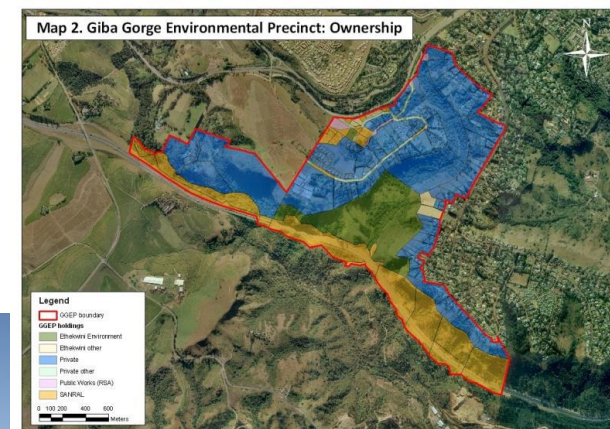 Map 2. Giba Gorge Environmental Precinct: Ownership
N
Legend
GGEP boundary
GGEP holdings
Ethekwini Environment
Ethekwini other
Private
Private other
Public Works (RSA)
SANRAL
0 100 200 400 600
Meters